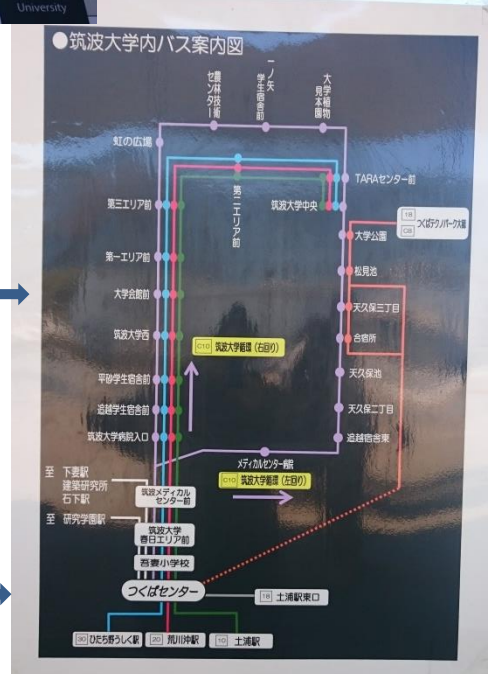 University
●筑波大学内バス案内図
農林技術センター
一ノ矢学生宿舎前
大学植物見本園
虹の広場
TARAセンター前
第三エリア前
第二エリア前
筑波大学中央
18
C8
つくばテクノパーク大穂
大学公園
第一エリア前
松見池
大学会館前
天久保三丁目
筑波大学西
C10 筑波大学循環（右回り）
合宿所
平砂学生宿舎前
天久保池
追越学生宿舎前
天久保二丁目
筑波大学病院入口
追越宿舎東
メディカルセンター病院
至 下妻駅
建築研究所
石下駅
筑波メディカル
センター前
C10 筑波大学循環（左回り）
至 研究学園駅
筑波大学
春日エリア前
吾妻小学校
つくばセンター
18 土浦駅東口
30 ひたち野うしく駅
20 荒川沖駅
10 土浦駅